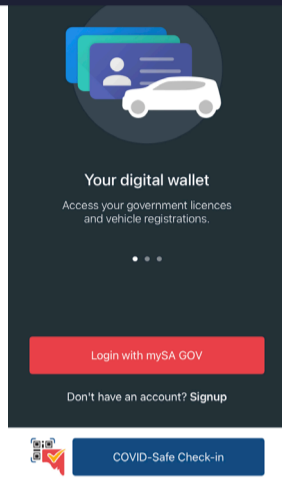 Your digital wallet
Access your government licences
and vehicle registrations.
Login with mySA GOV
Don't have an account? Signup
COVID-Safe Check-in